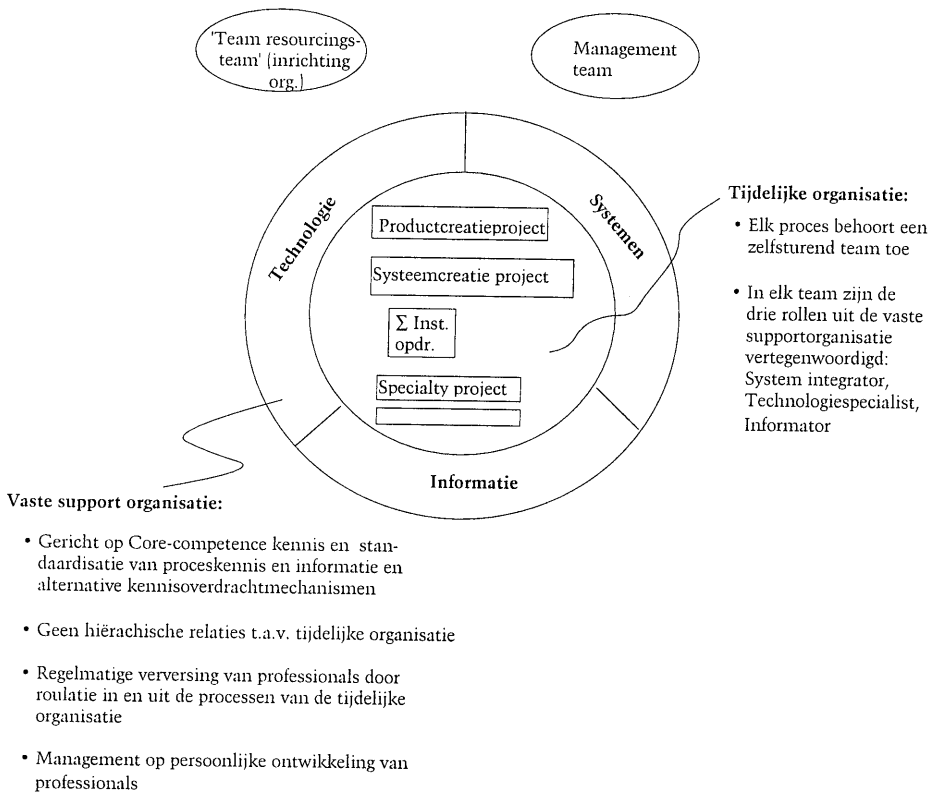 'Team resourcings-
team' (inrichting
org.)
Management
team
Technologie
Systemen
Informatie
Productcreatieproject
Systeemcreatie project
∑ Inst.
opdr.
Specialty project
Tijdelijke organisatie:
• Elk proces behoort een
zelfsturend team toe
• In elk team zijn de
drie rollen uit de vaste
supportorganisatie
vertegenwoordigd:
System integrator,
Technologiespecialist,
Informator
Vaste support organisatie:
• Gericht op Core-competence kennis en stan-
daardisatie van proceskennis en informatie en
alternative kennisoverdrachtmechanismen
• Geen hiërachische relaties t.a.v. tijdelijke organisatie
• Regelmatige verversing van professionals door
roulatie in en uit de processen van de tijdelijke
organisatie
• Management op persoonlijke ontwikkeling van
professionals